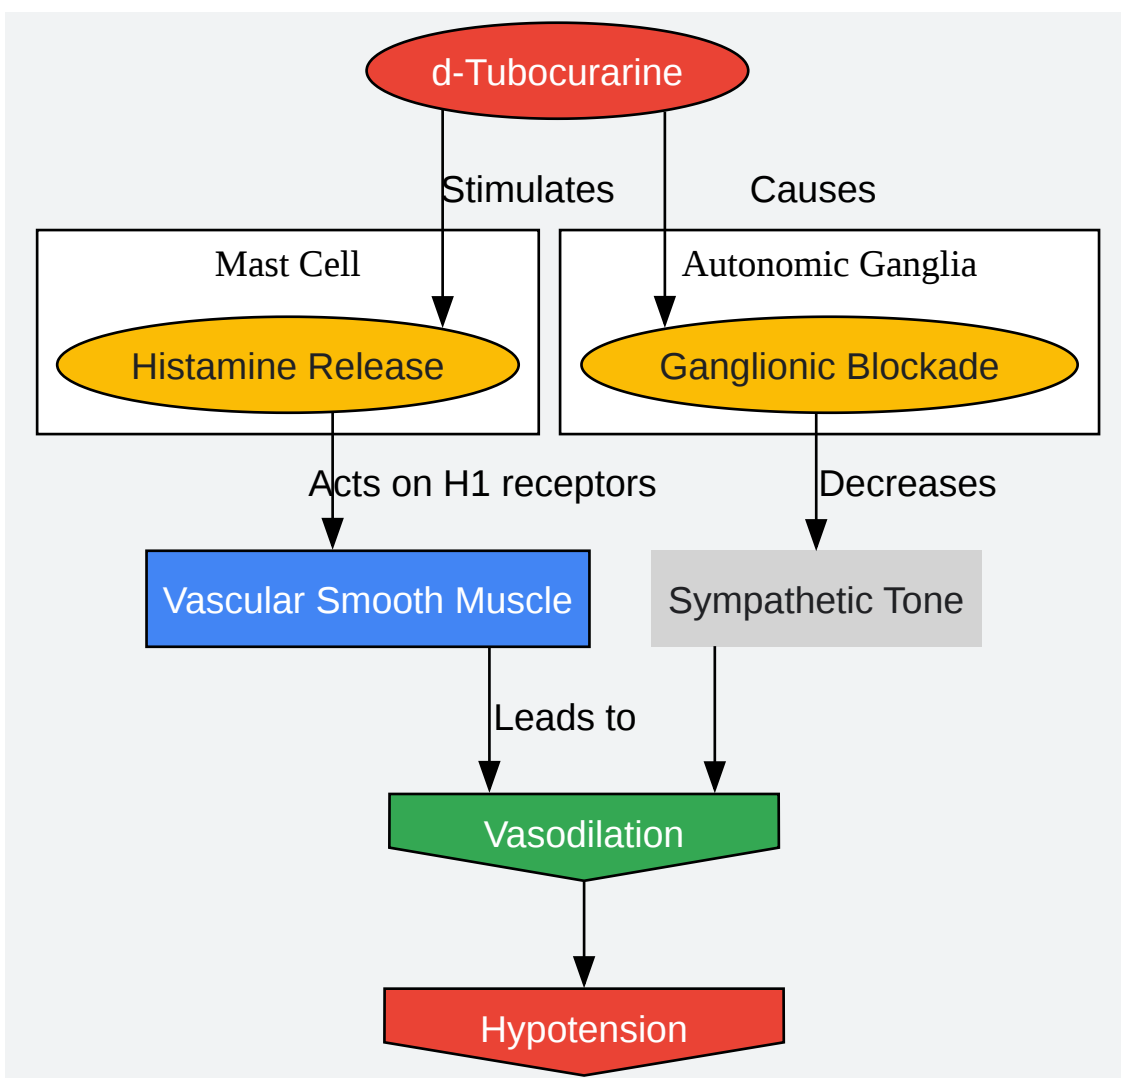 d-Tubocurarine
Stimulates
Causes
Mast Cell
Autonomic Ganglia
Histamine Release
Ganglionic Blockade
Acts on H1 receptors
Decreases
Vascular Smooth Muscle
Sympathetic Tone
Leads to
Vasodilation
Hypotension